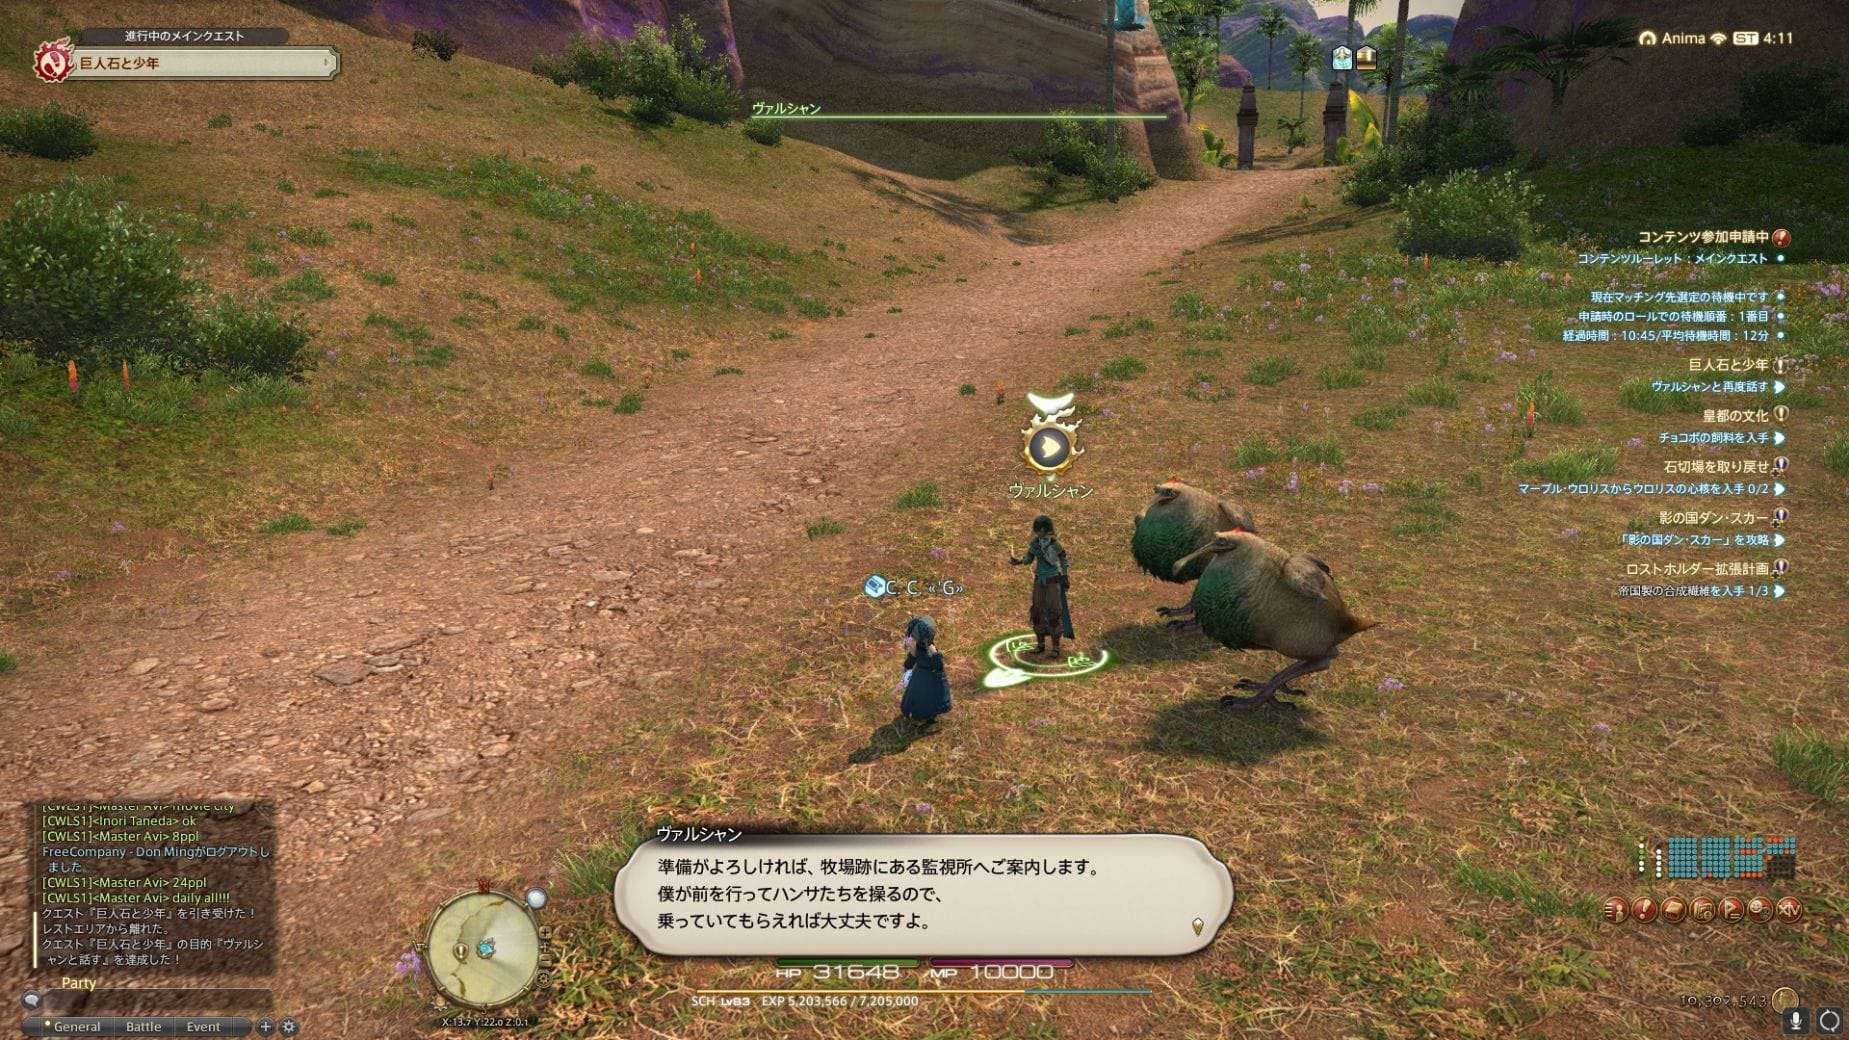 進行中のメインクエスト
巨人石と少年
Anima ST 4:11
ヴァルシャン
コンテンツ参加申請中
コンテンツルーレット：メインクエスト
現在マッチング先選定の待機中です
申請時のロールでの待機順番：1番目
経過時間：10:45/平均待機時間：12分
巨人石と少年
ヴァルシャンと再度話す
皇都の文化
チョコボの飼料を入手
石切場を取り戻せ
マーブル・ウロリスからウロリスの心核を入手 0/2
影の国ダン・スカー
「影の国ダン・スカー」を攻略
ロストホルダー拡張計画
帝国製の合成繊維を入手 1/3
ヴァルシャン
C. C. «'G»
[CWLS1]<Master Avi> movie city
[CWLS1]<Inori Taneda> ok
[CWLS1]<Master Avi> 8ppl
FreeCompany - Don Mingがログアウトし
ました。
[CWLS1]<Master Avi> 24ppl
[CWLS1]<Master Avi> daily all!!!
クエスト『巨人石と少年』を引き受けた！
レストエリアから離れた。
クエスト『巨人石と少年』の目的『ヴァルシ
ャンと話す』を達成した！
Party
General Battle Event
X:13.7 Y:22.0 Z:0.1
ヴァルシャン
準備がよろしければ、牧場跡にある監視所へご案内します。
僕が前を行ってハンサたちを操るので、
乗っていてもらえれば大丈夫ですよ。
HP 31648 MP 10000
SCH Lv83 EXP 5,203,566 / 7,205,000
XIV
10,302,543